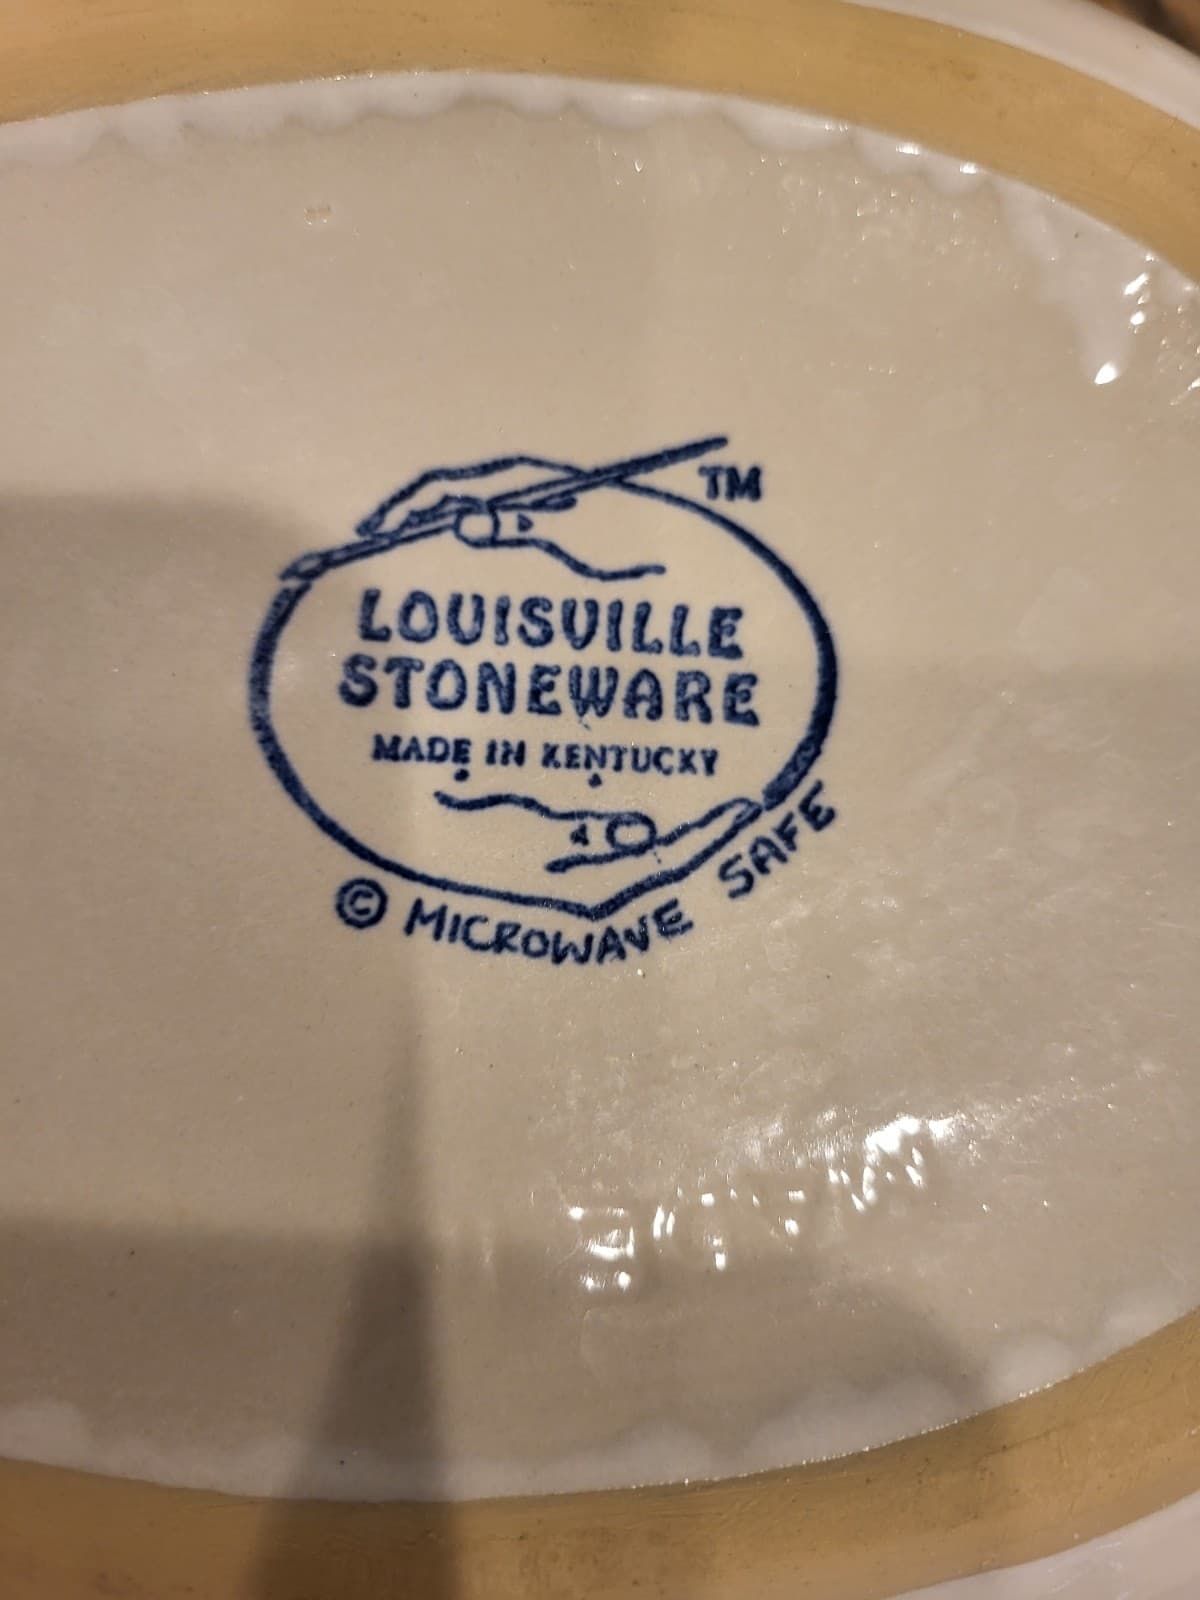 TM
LOUISVILLE
STONEWARE
MADE IN KENTUCKY
© MICROWAVE SAFE